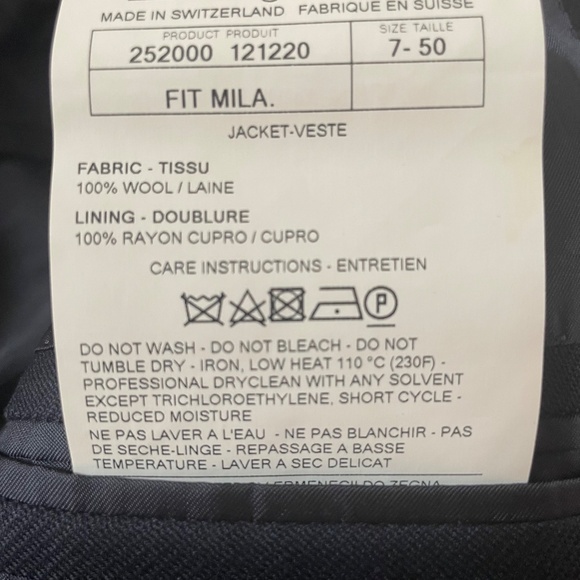 MADE IN SWITZERLAND FABRIQUE EN SUISSE
PRODUCT PRODUIT SIZE TAILLE
252000 121220 7- 50
FIT MILA.
JACKET-VESTE
FABRIC - TISSU
100% WOOL / LAINE
LINING - DOUBLURE
100% RAYON CUPRO / CUPRO
CARE INSTRUCTIONS - ENTRETIEN
P
DO NOT WASH - DO NOT BLEACH - DO NOT
TUMBLE DRY - IRON, LOW HEAT 110 °C (230F) -
PROFESSIONAL DRYCLEAN WITH ANY SOLVENT
EXCEPT TRICHLOROETHYLENE, SHORT CYCLE -
REDUCED MOISTURE
NE PAS LAVER A L'EAU - NE PAS BLANCHIR - PAS
DE SECHE-LINGE - REPASSAGE A BASSE
TEMPERATURE - LAVER A SEC DELICAT
ERMENEGILDO ZEGNA